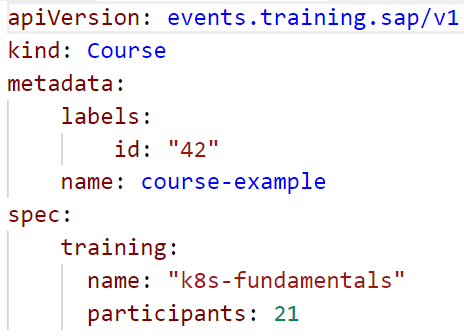 apiVersion: events.training.sap/v1
kind: Course
metadata:
    labels:
        id: "42"
    name: course-example
spec:
    training:
      name: "k8s-fundamentals"
      participants: 21